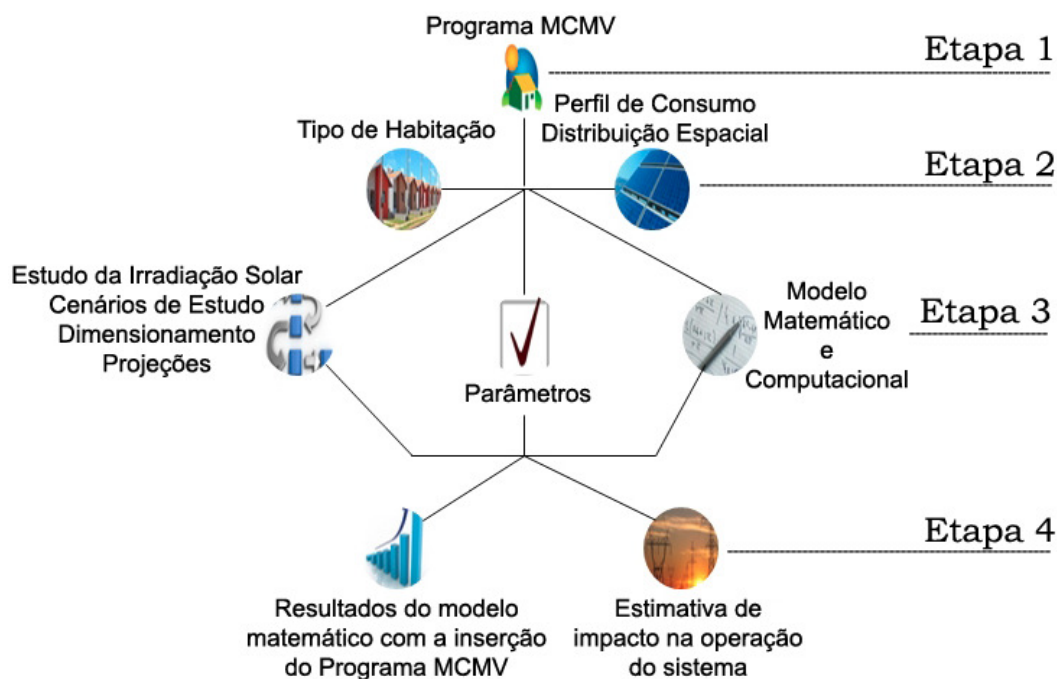 Programa MCMV
Etapa 1
Perfil de Consumo
Distribuição Espacial
Tipo de Habitação
Etapa 2
Estudo da Irradiação Solar
Cenários de Estudo
Dimensionamento
Projeções
Parâmetros
Modelo
Matemático
e
Computacional
Etapa 3
Etapa 4
Resultados do modelo
matemático com a inserção
do Programa MCMV
Estimativa de
impacto na operação
do sistema